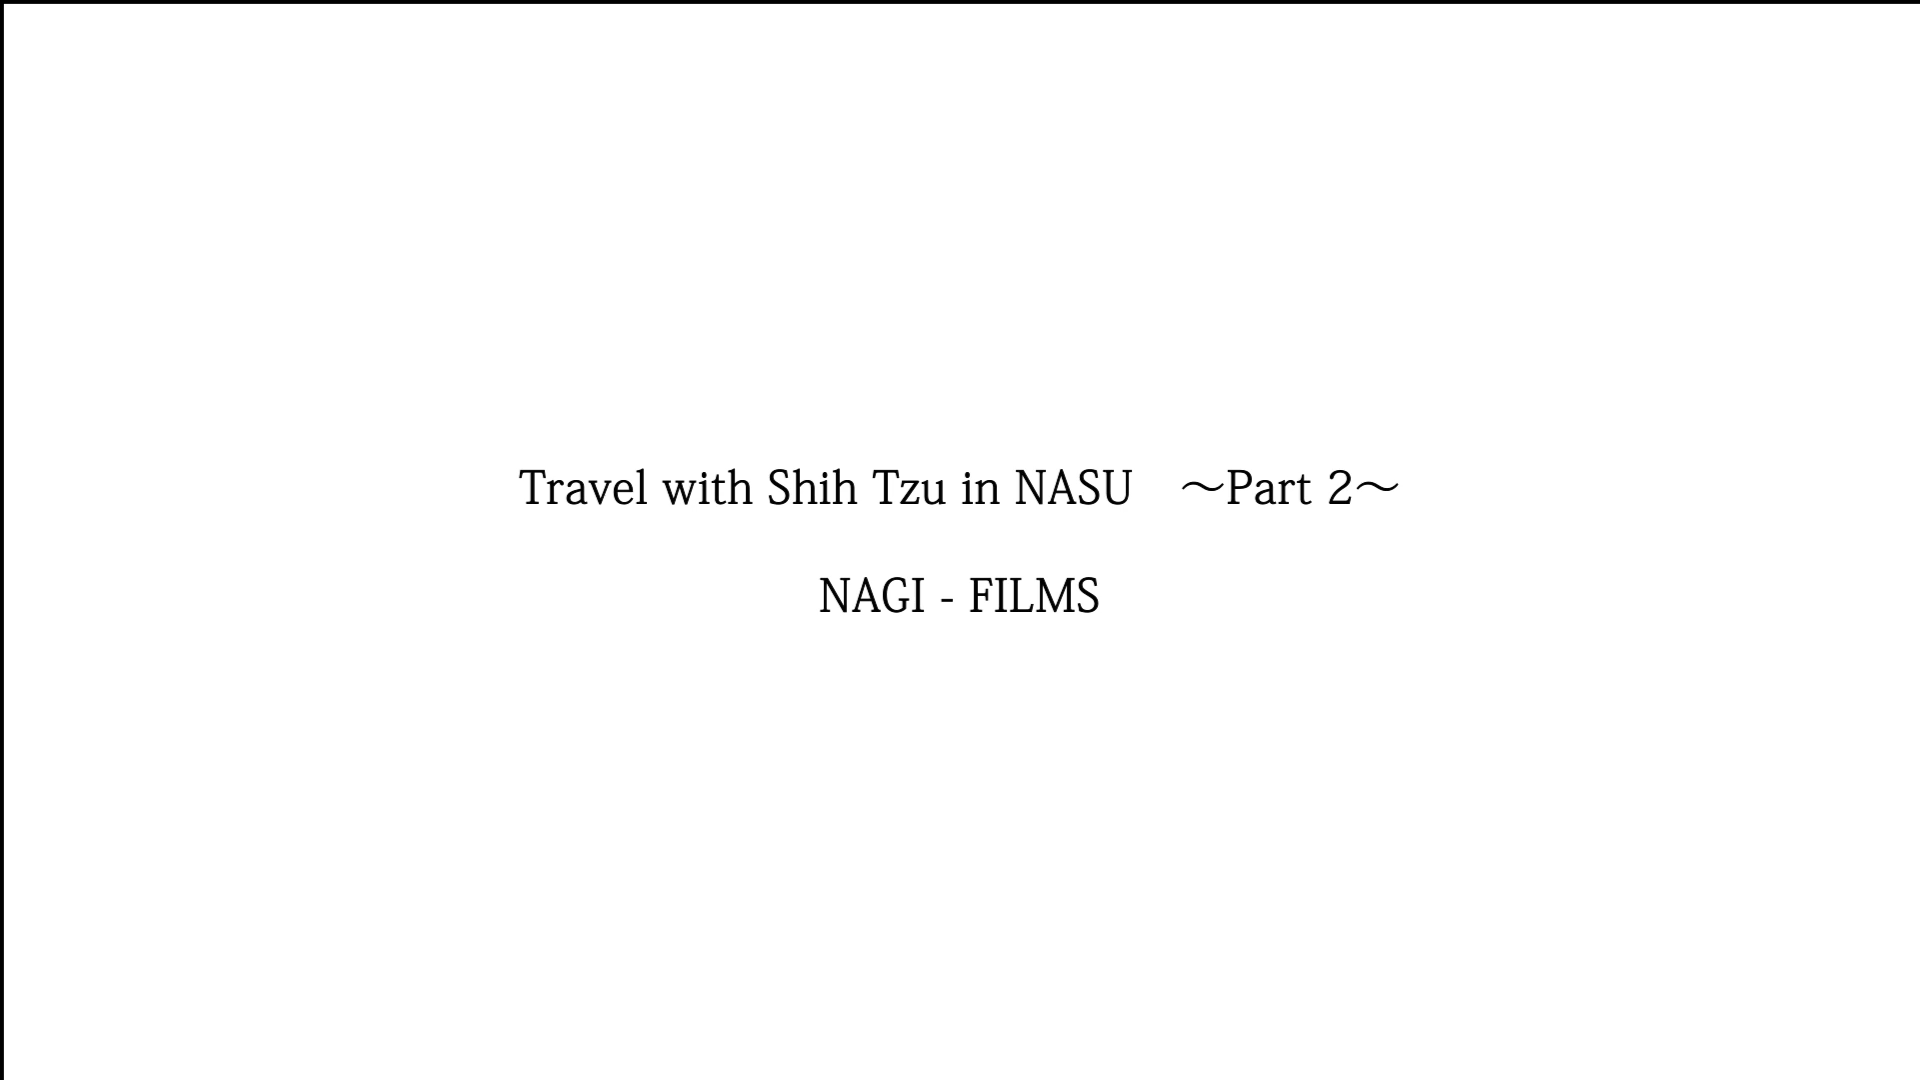 Travel with Shih Tzu in NASU　～Part 2～
NAGI - FILMS